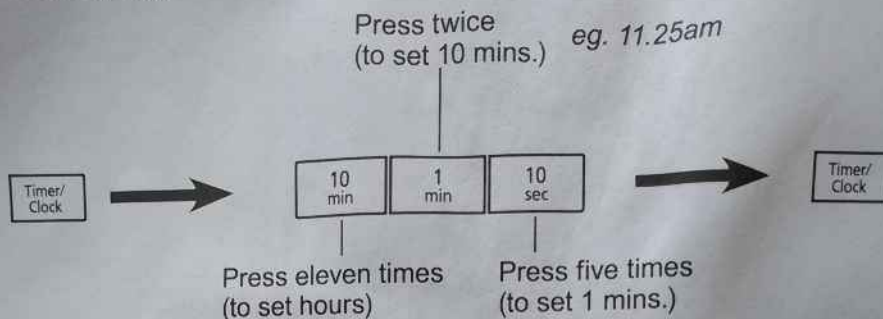 Press twice
(to set 10 mins.)
eg. 11.25am
Timer/
Clock
10
min
1
min
10
sec
Timer/
Clock
Press eleven times
(to set hours)
Press five times
(to set 1 mins.)